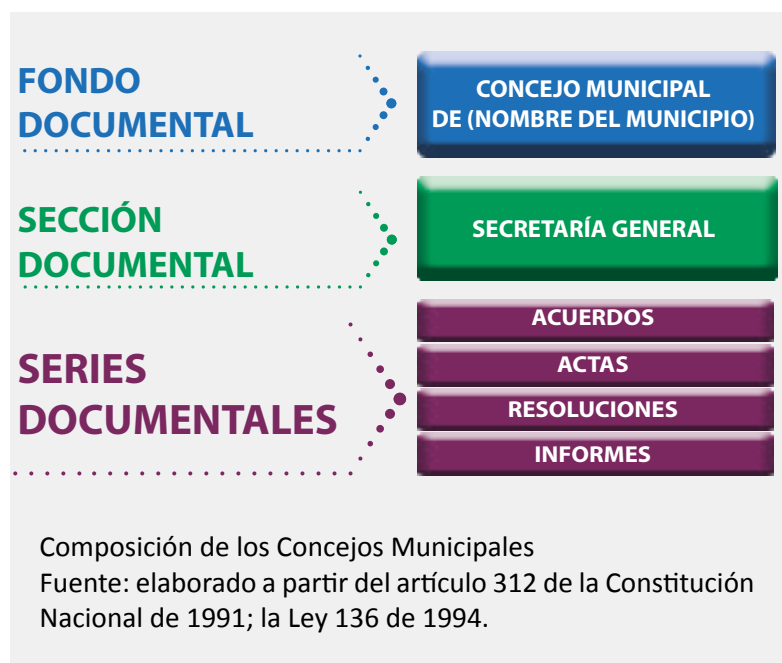 FONDO
DOCUMENTAL
CONCEJO MUNICIPAL
DE (NOMBRE DEL MUNICIPIO)
SECCIÓN
DOCUMENTAL
SECRETARÍA GENERAL
SERIES
DOCUMENTALES
ACUERDOS
ACTAS
RESOLUCIONES
INFORMES
Composición de los Concejos Municipales
Fuente: elaborado a partir del artículo 312 de la Constitución
Nacional de 1991; la Ley 136 de 1994.